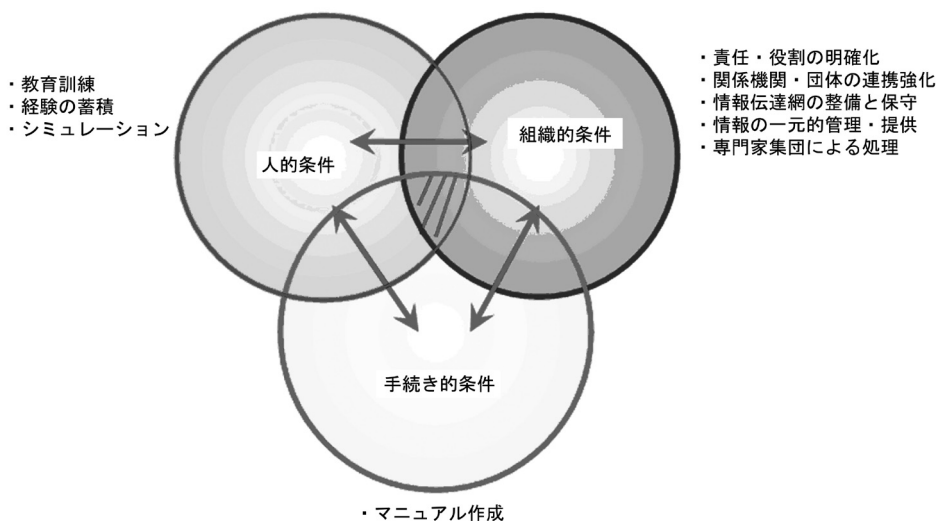 ・教育訓練
・経験の蓄積
・シミュレーション
・責任・役割の明確化
・関係機関・団体の連携強化
・情報伝達網の整備と保守
・情報の一元的管理・提供
・専門家集団による処理
人的条件
組織的条件
手続き的条件
・マニュアル作成